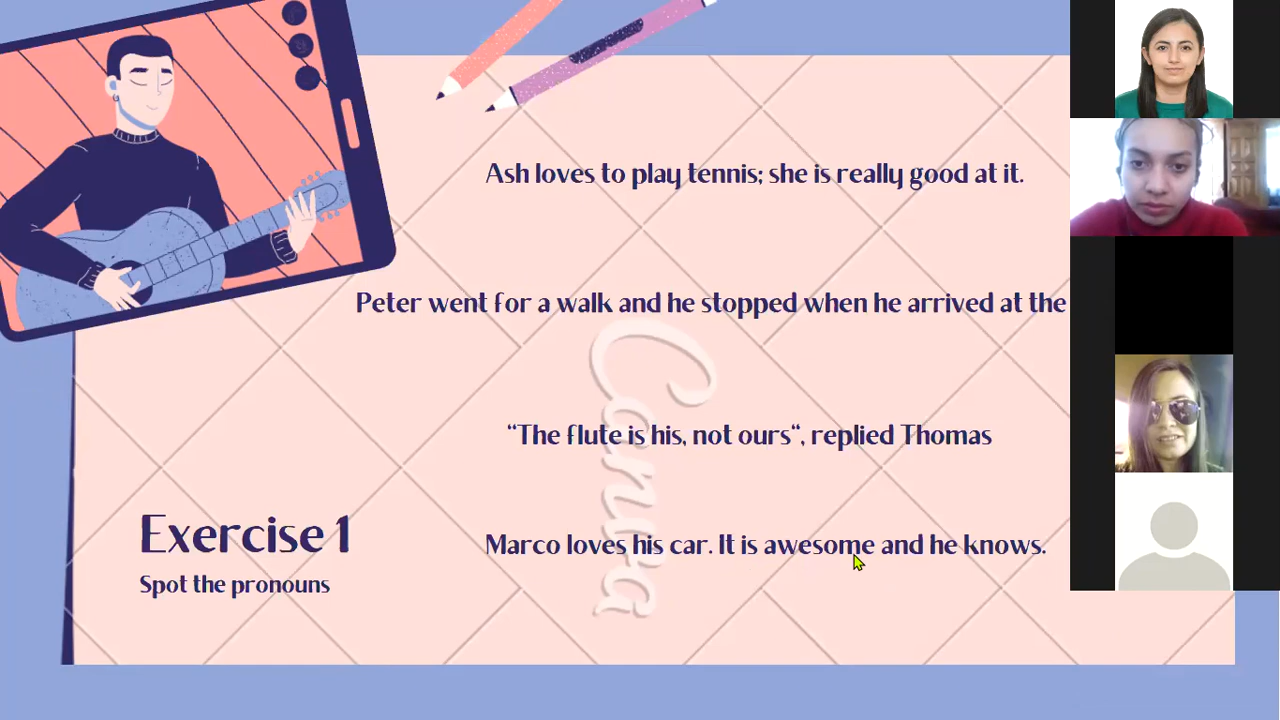 Ash loves to play tennis; she is really good at it.
Peter went for a walk and he stopped when he arrived at the
“The flute is his, not ours“, replied Thomas
Marco loves his car. It is awesome and he knows.
Exercise 1
Spot the pronouns
Canva